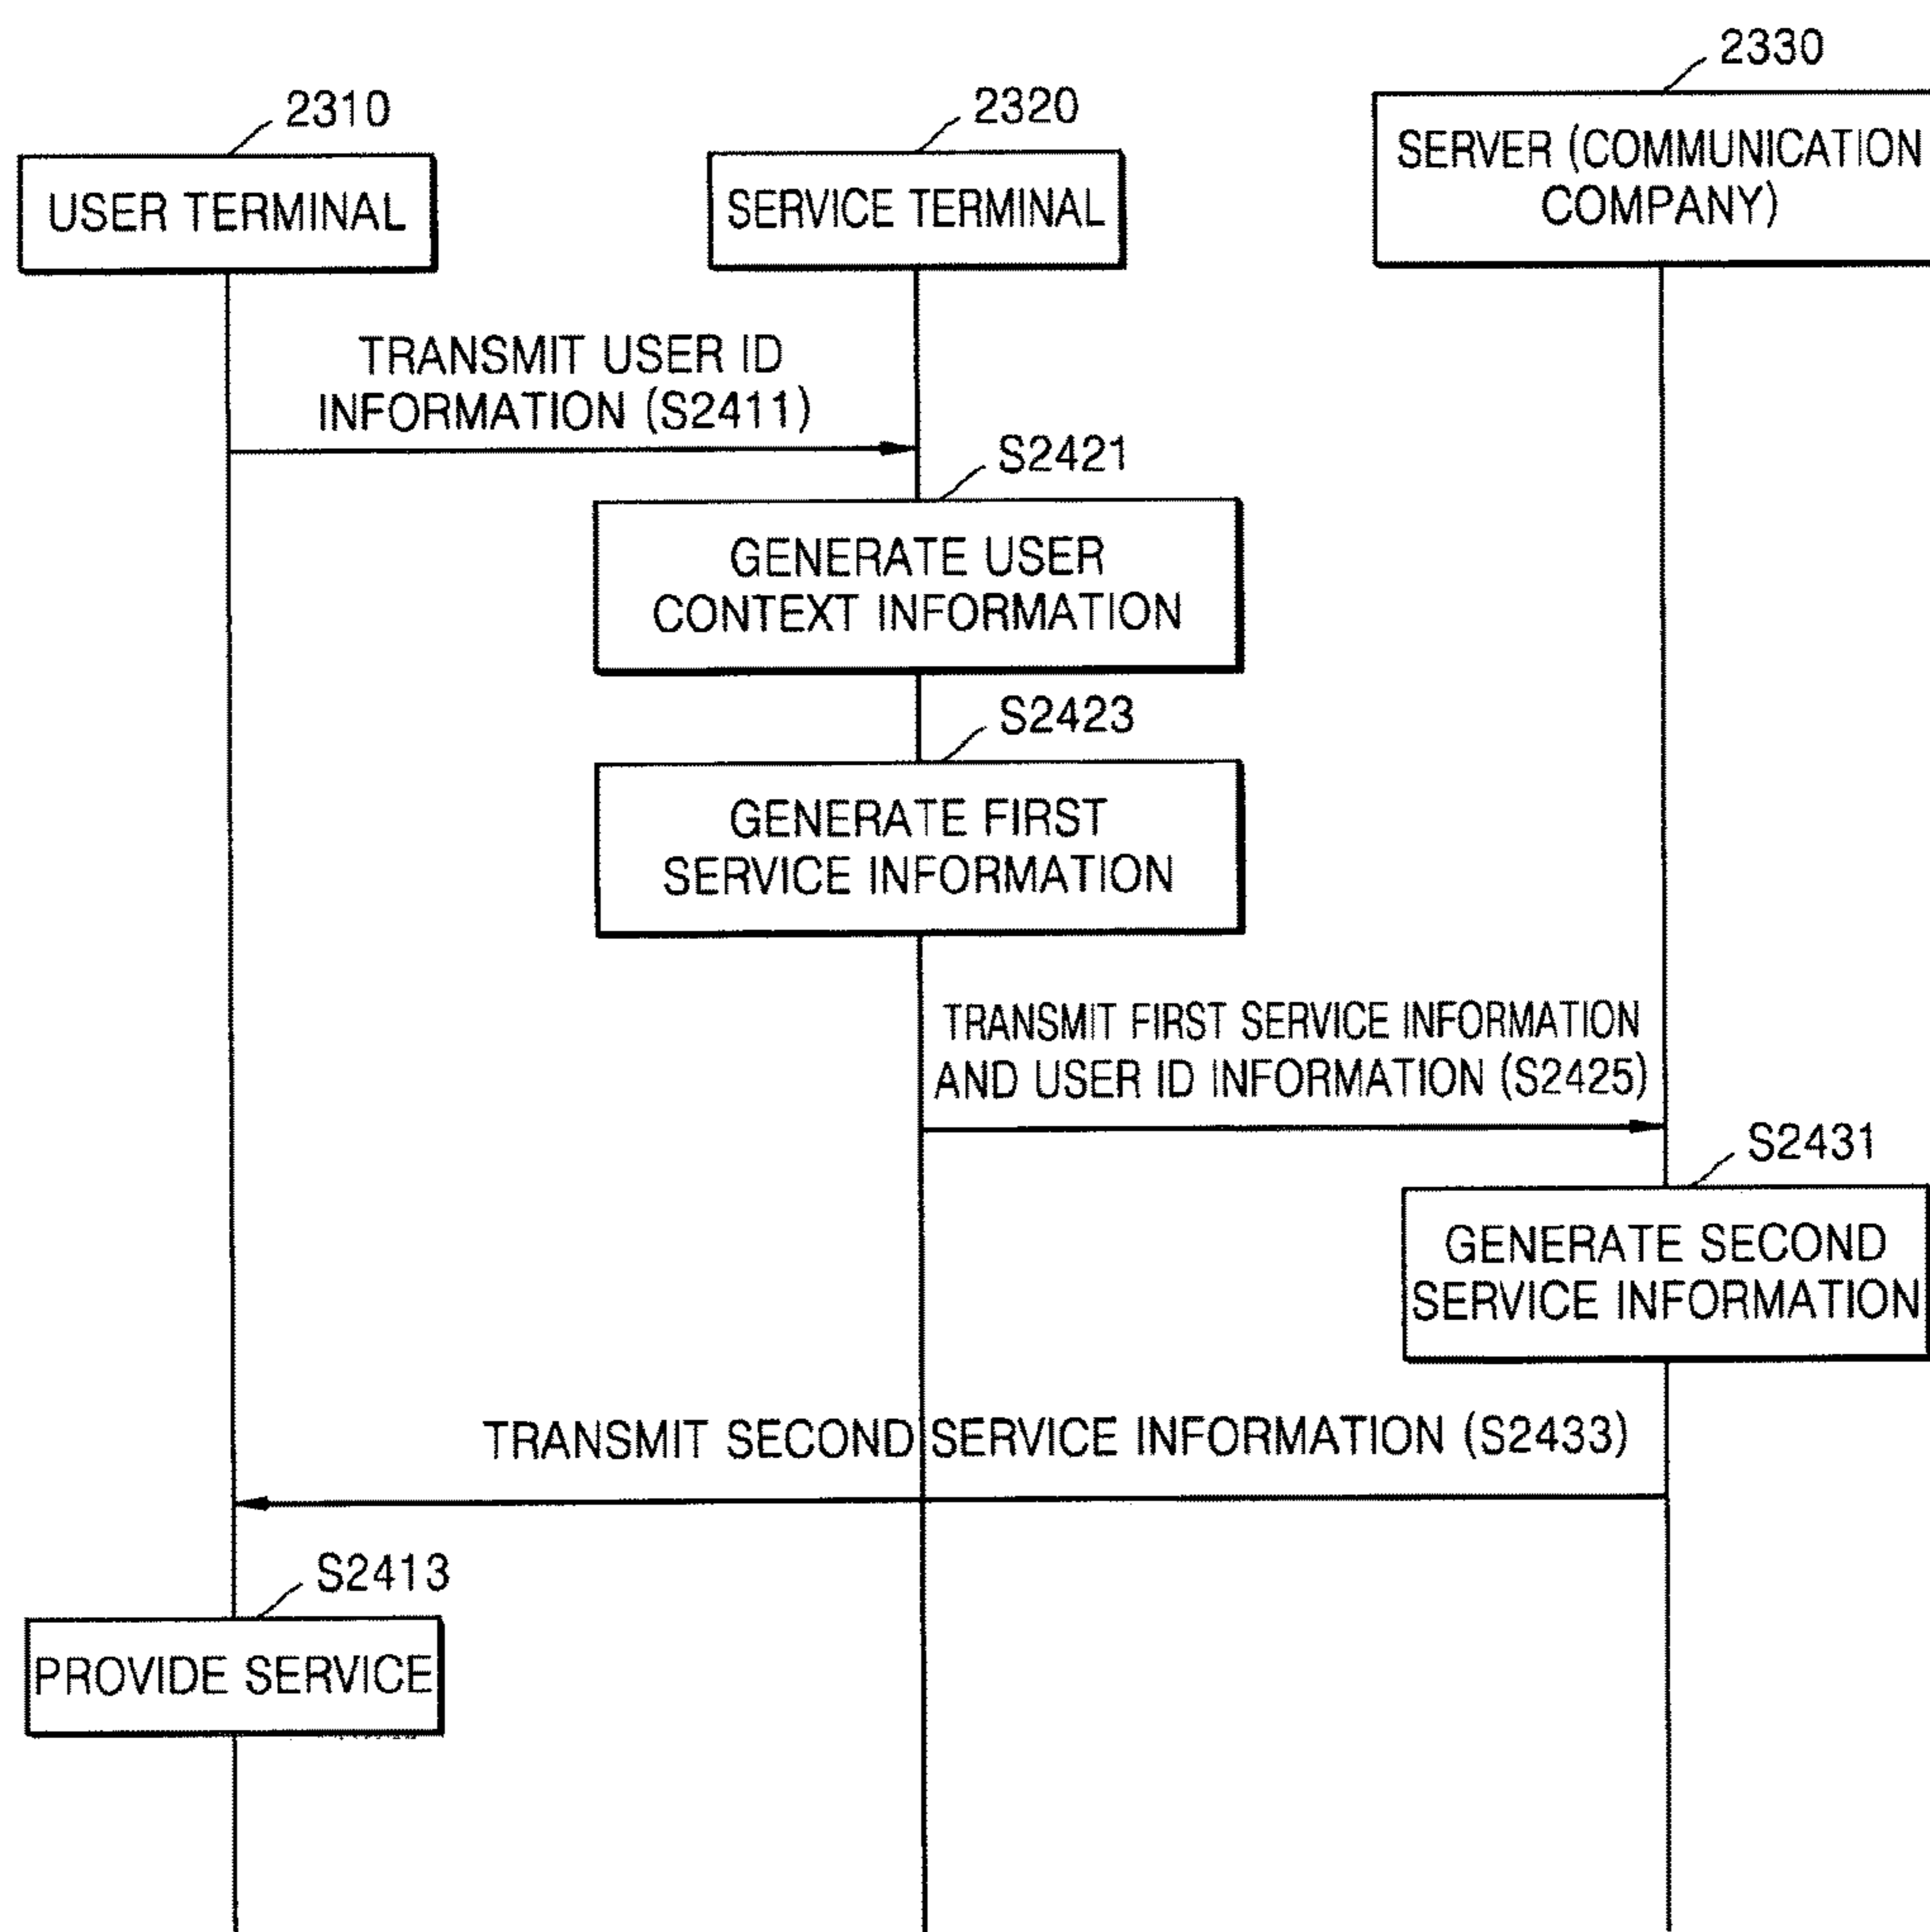 2310
USER TERMINAL
2320
SERVICE TERMINAL
2330
SERVER (COMMUNICATION
COMPANY)
TRANSMIT USER ID
INFORMATION (S2411)
S2421
GENERATE USER
CONTEXT INFORMATION
S2423
GENERATE FIRST
SERVICE INFORMATION
TRANSMIT FIRST SERVICE INFORMATION
AND USER ID INFORMATION (S2425)
S2431
GENERATE SECOND
SERVICE INFORMATION
TRANSMIT SECOND SERVICE INFORMATION (S2433)
S2413
PROVIDE SERVICE